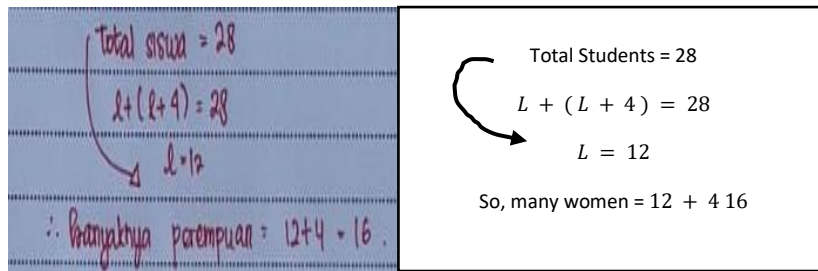 Total siswa = 28
l+(l+4) = 28
l = 12
∴ Banyaknya perempuan = 12+4 = 16.
Total Students = 28
L + ( L + 4 ) = 28
L = 12
So, many women = 12 + 4 16